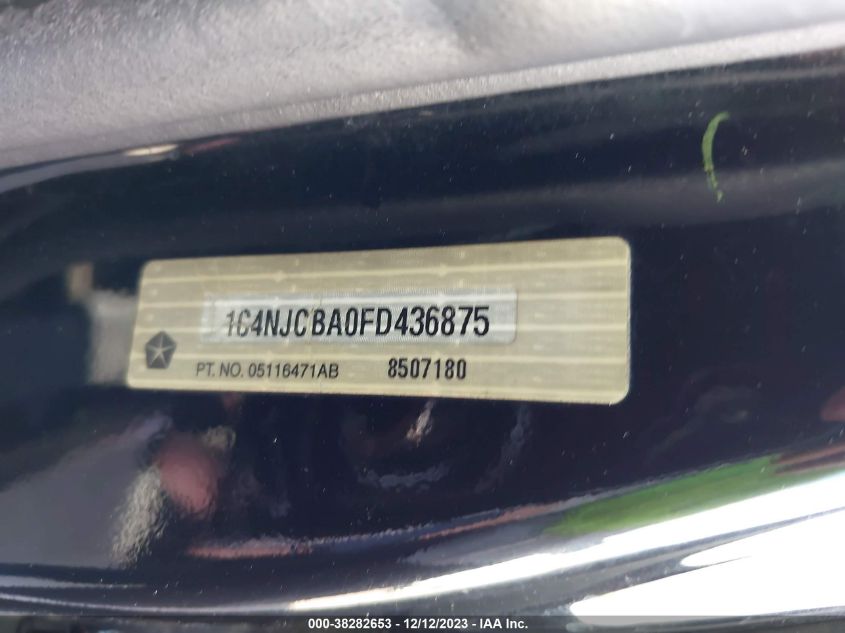 1C4NJCBA0FD436875
PT. NO. 05116471AB 8507180
000-38282653 - 12/12/2023 - IAA Inc.